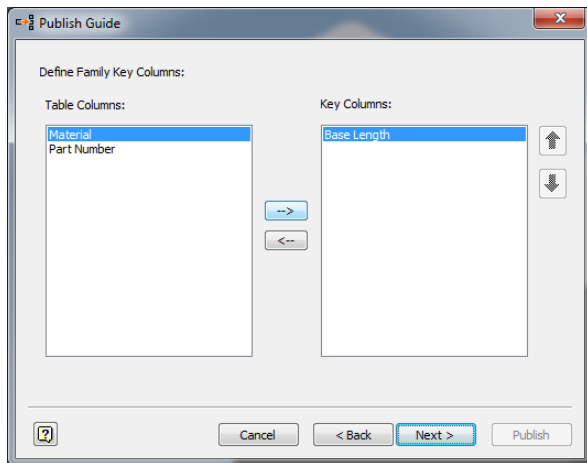 Publish Guide
Define Family Key Columns:
Table Columns:
Key Columns:
Material
Part Number
Base Length
-->
<--
Cancel
< Back
Next >
Publish